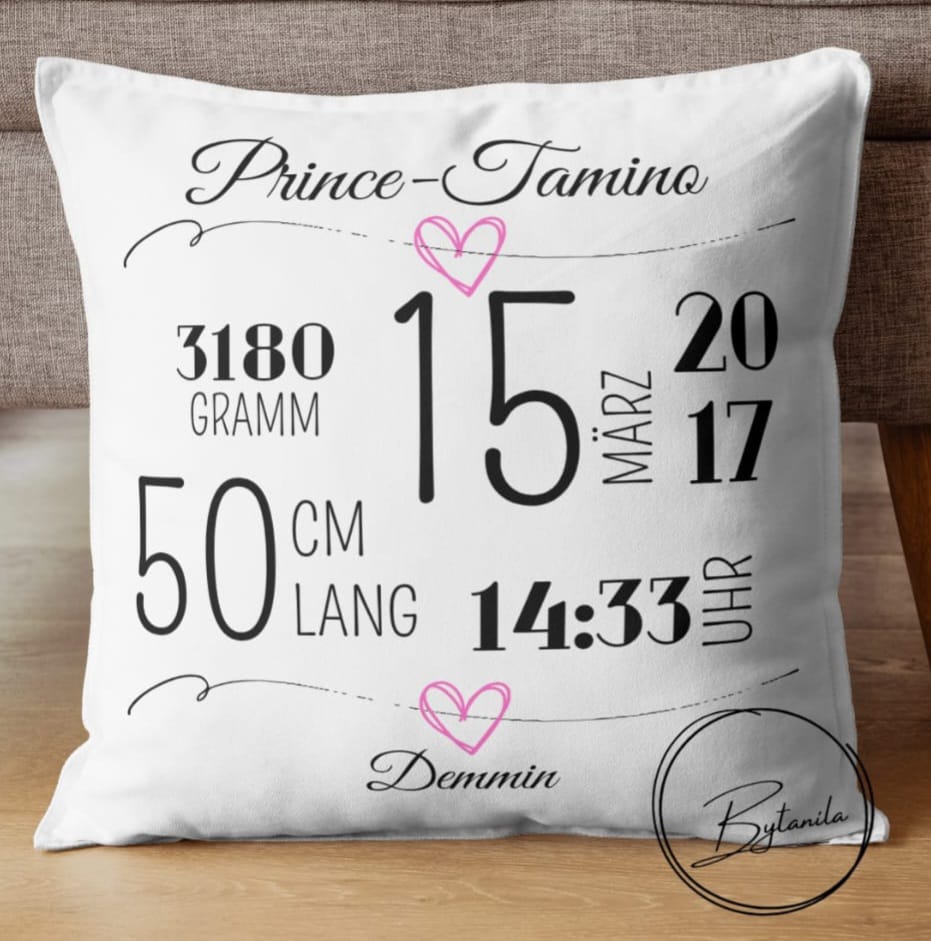 Prince-Tamino
3180
GRAMM
15
MÄRZ
20
17
50
CM
LANG
14:33
UHR
Demmin
Bytanila